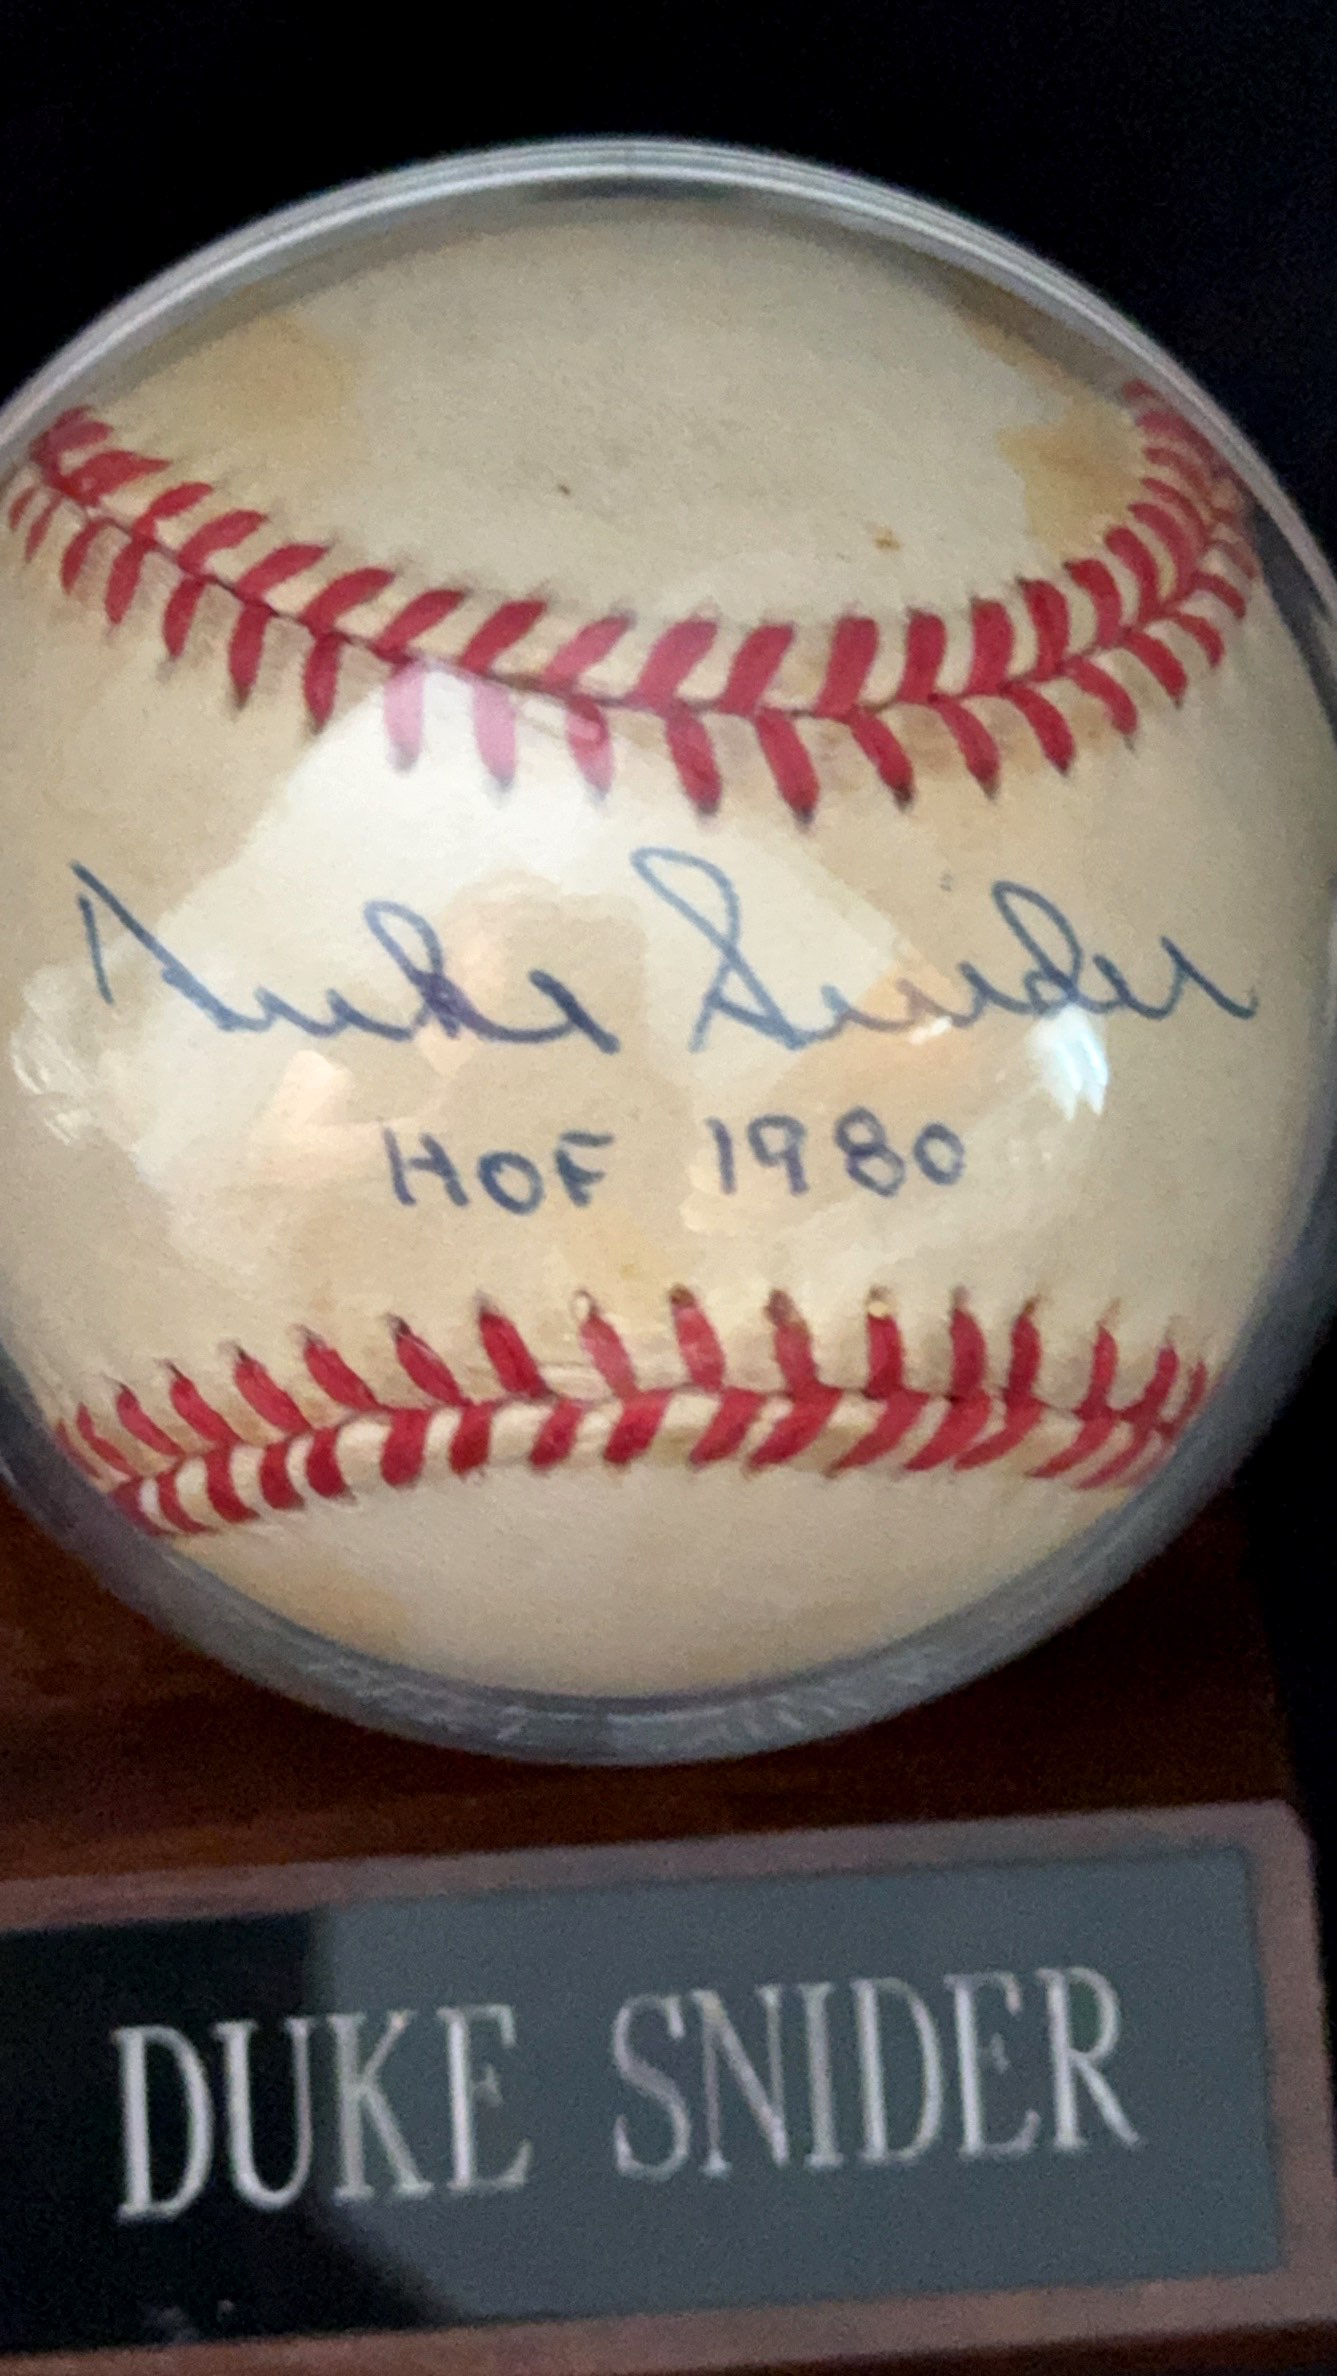 Duke Snider
HOF 1980
DUKE SNIDER